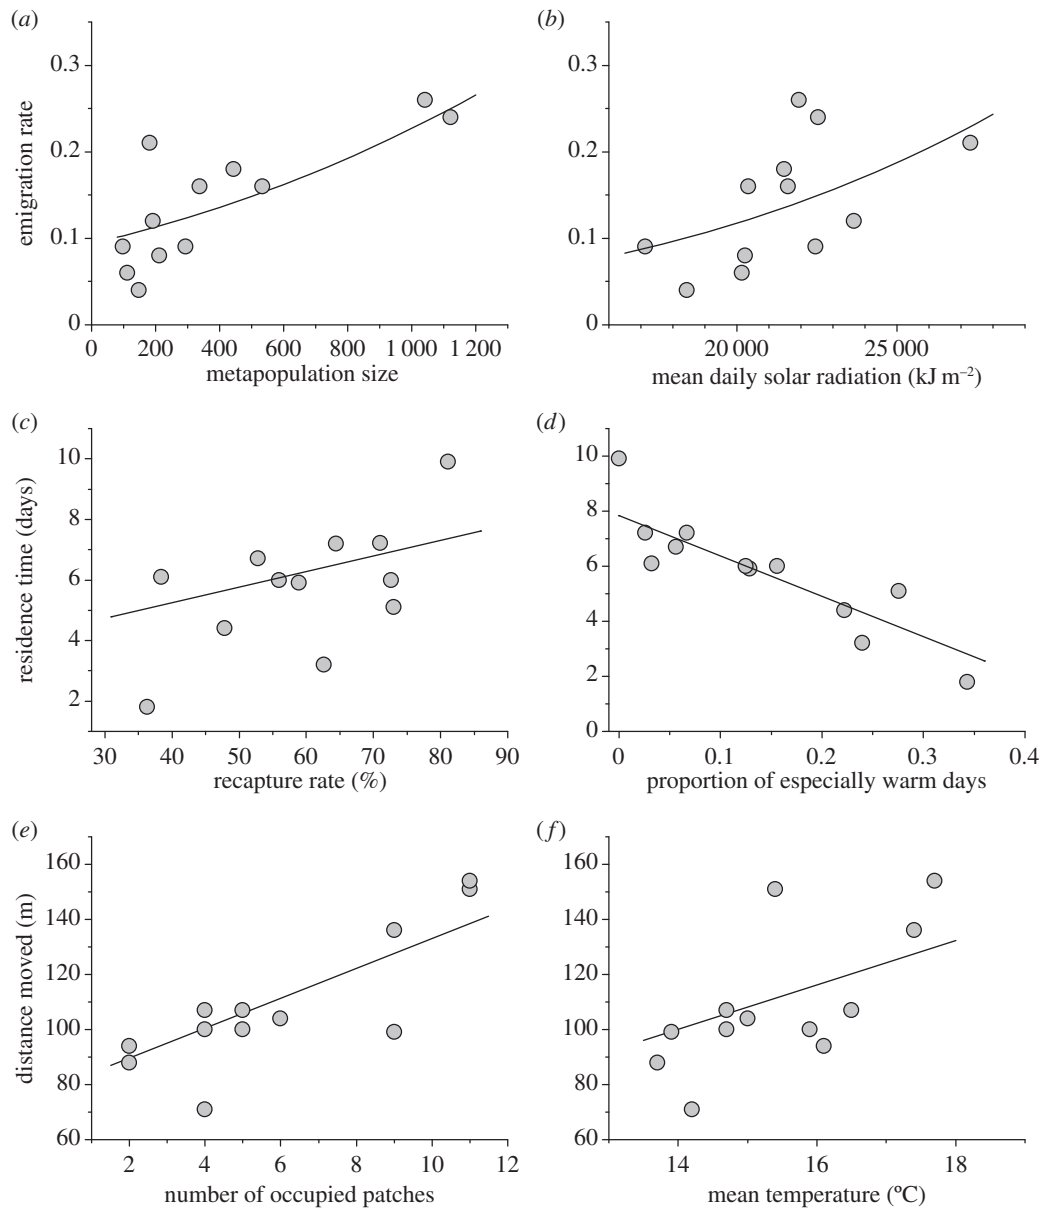 (a)
(b)
0.3
0.2
0.1
0
emigration rate
0 200 400 600 800 1 000 1 200
metapopulation size
0.3
0.2
0.1
0
20 000 25 000
mean daily solar radiation (kJ m–2)
(c)
(d)
10
8
6
4
2
residence time (days)
30 40 50 60 70 80 90
recapture rate (%)
10
8
6
4
2
0
0 0.1 0.2 0.3 0.4
proportion of especially warm days
(e)
(f)
160
140
120
100
80
60
distance moved (m)
2 4 6 8 10 12
number of occupied patches
160
140
120
100
80
60
14 16 18
mean temperature (ºC)